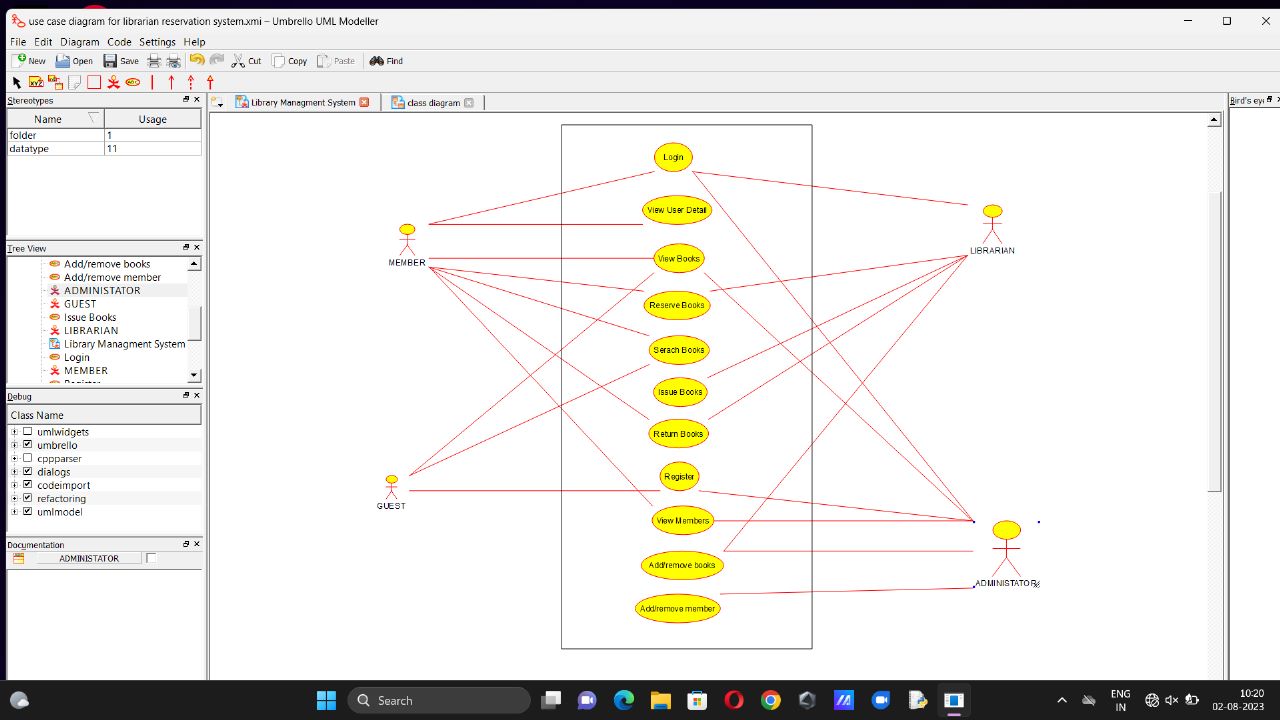 use case diagram for librarian reservation system.xmi – Umbrello UML Modeller
File Edit Diagram Code Settings Help
New Open Save Cut Copy Paste Find
Stereotypes
Name Usage
folder 1
datatype 11
Tree View
Add/remove books
Add/remove member
ADMINISTATOR
GUEST
Issue Books
LIBRARIAN
Library Managment System
Login
MEMBER
Register
Debug
Class Name
umlwidgets
umbrello
cppparser
dialogs
codeimport
refactoring
umlmodel
Documentation
ADMINISTATOR
Library Managment System
class diagram
Login
View User Detail
View Books
Reserve Books
Serach Books
Issue Books
Return Books
Register
View Members
Add/remove books
Add/remove member
MEMBER
GUEST
LIBRARIAN
ADMINISTATOR
Bird's eye
Search
ENG
IN
10:20
02-08-2023